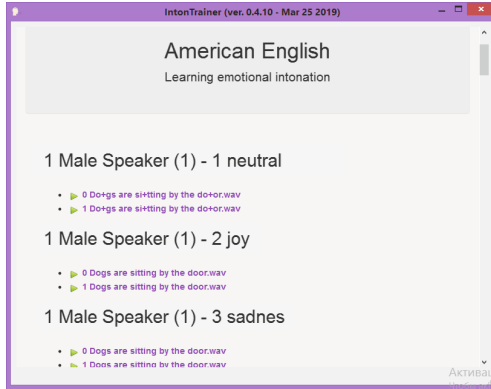 IntonTrainer (ver. 0.4.10 - Mar 25 2019)
American English
Learning emotional intonation
1 Male Speaker (1) - 1 neutral
0 Do+gs are si+tting by the do+or.wav
1 Do+gs are si+tting by the do+or.wav
1 Male Speaker (1) - 2 joy
0 Dogs are sitting by the door.wav
1 Dogs are sitting by the door.wav
1 Male Speaker (1) - 3 sadnes
0 Dogs are sitting by the door.wav
1 Dogs are sitting by the door.wav